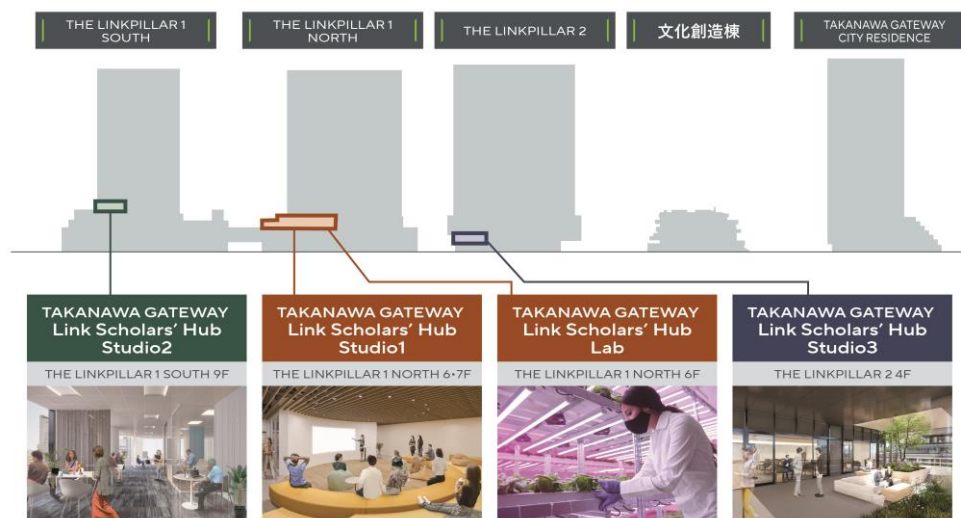 THE LINKPILLAR 1
SOUTH
THE LINKPILLAR 1
NORTH
THE LINKPILLAR 2
文化創造棟
TAKANAWA GATEWAY
CITY RESIDENCE
TAKANAWA GATEWAY
Link Scholars’ Hub
Studio2
THE LINKPILLAR 1 SOUTH 9F
TAKANAWA GATEWAY
Link Scholars’ Hub
Studio1
THE LINKPILLAR 1 NORTH 6・7F
TAKANAWA GATEWAY
Link Scholars’ Hub
Lab
THE LINKPILLAR 1 NORTH 6F
TAKANAWA GATEWAY
Link Scholars’ Hub
Studio3
THE LINKPILLAR 2 4F